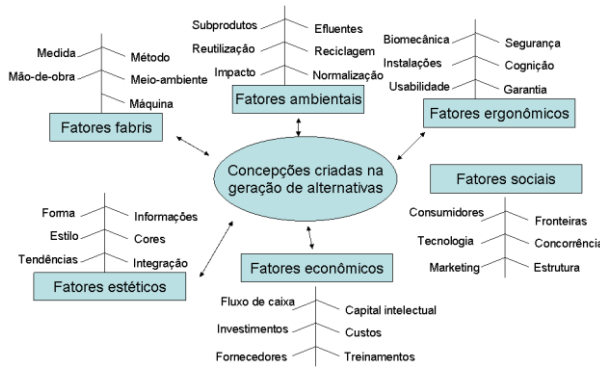 Medida
Mão-de-obra
Método
Meio-ambiente
Máquina
Fatores fabris
Subprodutos
Reutilização
Impacto
Efluentes
Reciclagem
Normalização
Fatores ambientais
Biomecânica
Instalações
Usabilidade
Segurança
Cognição
Garantia
Fatores ergonômicos
Concepções criadas na
geração de alternativas
Fatores sociais
Consumidores
Tecnologia
Marketing
Fronteiras
Concorrência
Estrutura
Forma
Estilo
Tendências
Informações
Cores
Integração
Fatores estéticos
Fatores econômicos
Fluxo de caixa
Investimentos
Fornecedores
Capital intelectual
Custos
Treinamentos